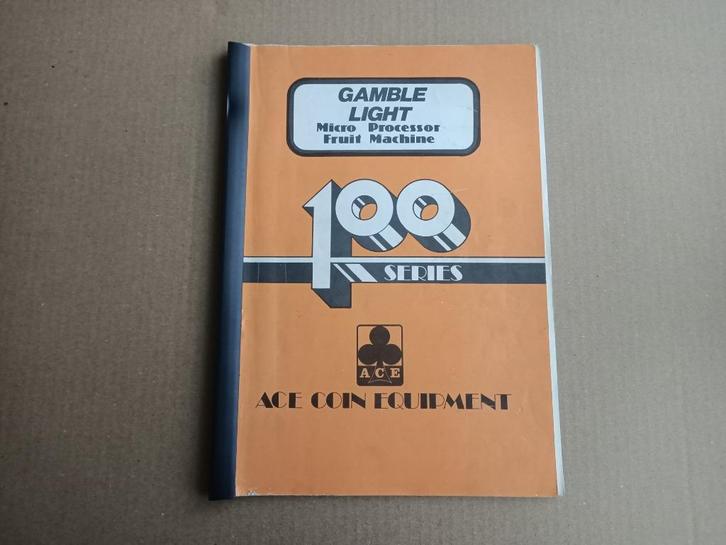 GAMBLE
LIGHT
Micro Processor
Fruit Machine
100
SERIES
ACE
ACE COIN EQUIPMENT